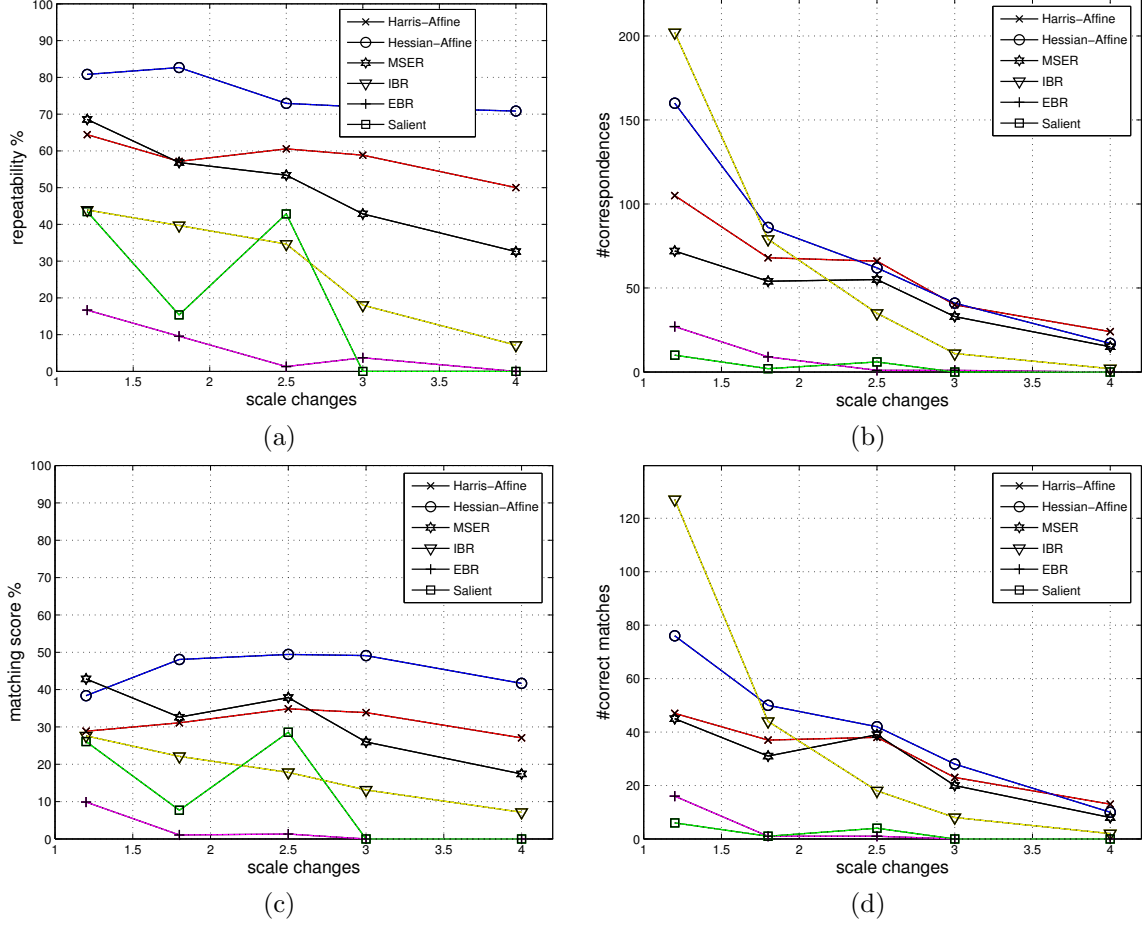 100
90
80
70
60
50
40
30
20
10
0
repeatability %
Harris−Affine
Hessian−Affine
MSER
IBR
EBR
Salient
1 1.5 2 2.5 3 3.5 4
scale changes
(a)
200
150
100
50
0
#correspondences
Harris−Affine
Hessian−Affine
MSER
IBR
EBR
Salient
1 1.5 2 2.5 3 3.5 4
scale changes
(b)
100
90
80
70
60
50
40
30
20
10
0
matching score %
Harris−Affine
Hessian−Affine
MSER
IBR
EBR
Salient
1 1.5 2 2.5 3 3.5 4
scale changes
(c)
120
100
80
60
40
20
0
#correct matches
Harris−Affine
Hessian−Affine
MSER
IBR
EBR
Salient
1 1.5 2 2.5 3 3.5 4
scale changes
(d)